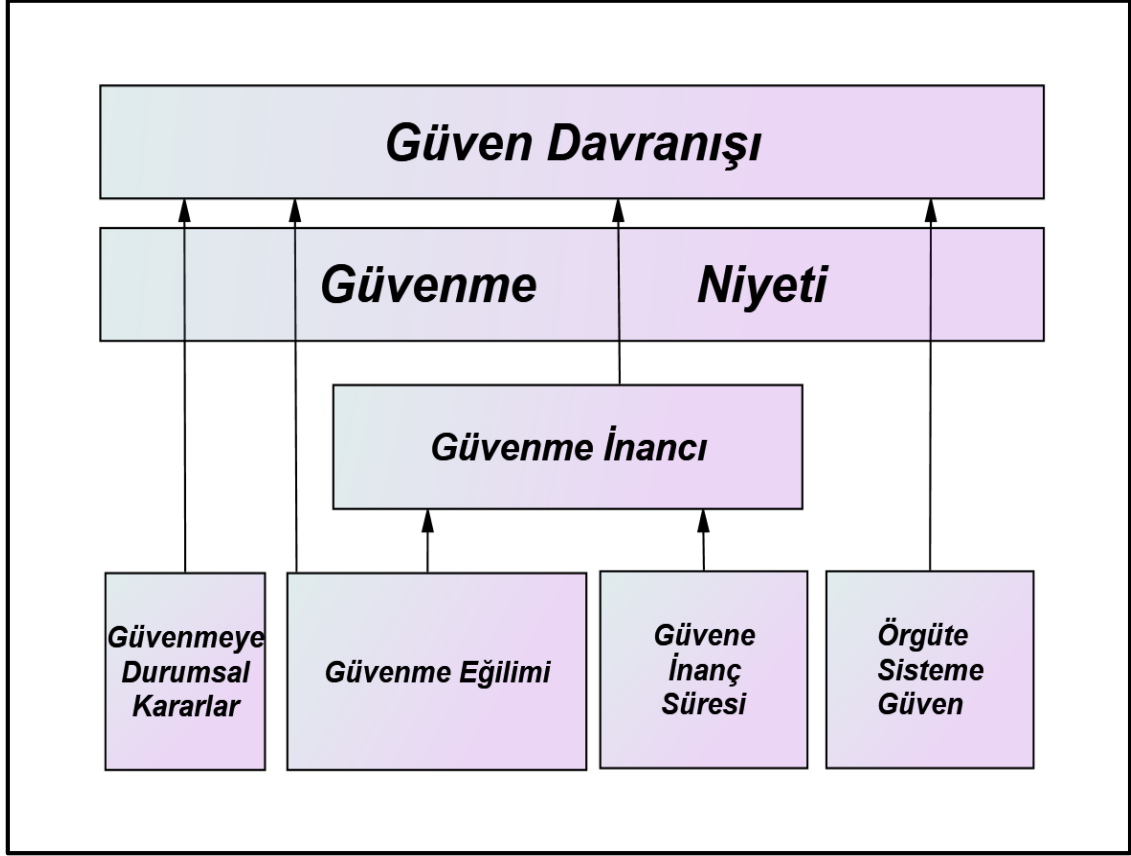 Güven Davranışı
Güvenme Niyeti
Güvenme İnancı
Güvenmeye
Durumsal
Kararlar
Güvenme Eğilimi
Güvene
İnanç
Süresi
Örgüte
Sisteme
Güven